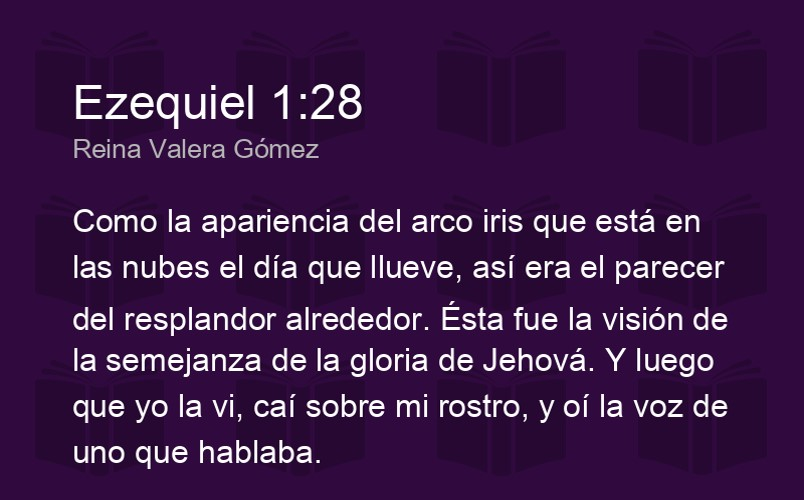 Ezequiel 1:28
Reina Valera Gómez
Como la apariencia del arco iris que está en
las nubes el día que llueve, así era el parecer
del resplandor alrededor. Ésta fue la visión de
la semejanza de la gloria de Jehová. Y luego
que yo la vi, caí sobre mi rostro, y oí la voz de
uno que hablaba.